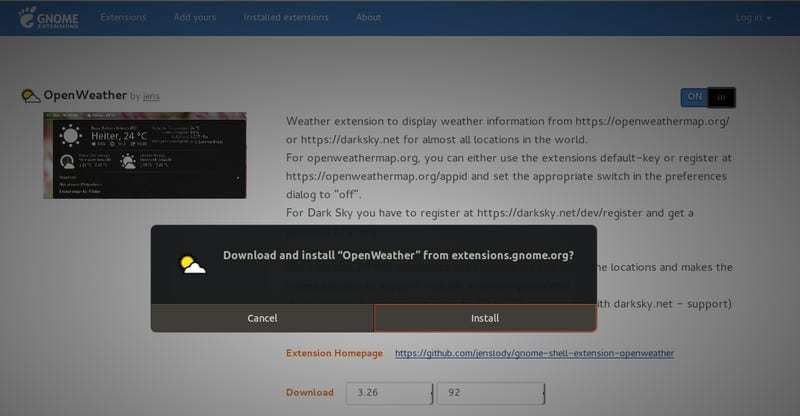 GNOME
EXTENSIONS
Extensions
Add yours
Installed extensions
About
Log in
OpenWeather by jens
ON
Heiter, 24 °C
Weather extension to display weather information from https://openweathermap.org/
or https://darksky.net for almost all locations in the world.
For openweathermap.org, you can either use the extensions default-key or register at
https://openweathermap.org/appid and set the appropriate switch in the preferences
dialog to "off".
For Dark Sky you have to register at https://darksky.net/dev/register and get a
Download and install “OpenWeather” from extensions.gnome.org?
the locations and makes the
with darksky.net - support)
Cancel
Install
Extension Homepage
https://github.com/jenslody/gnome-shell-extension-openweather
Download
3.26
92